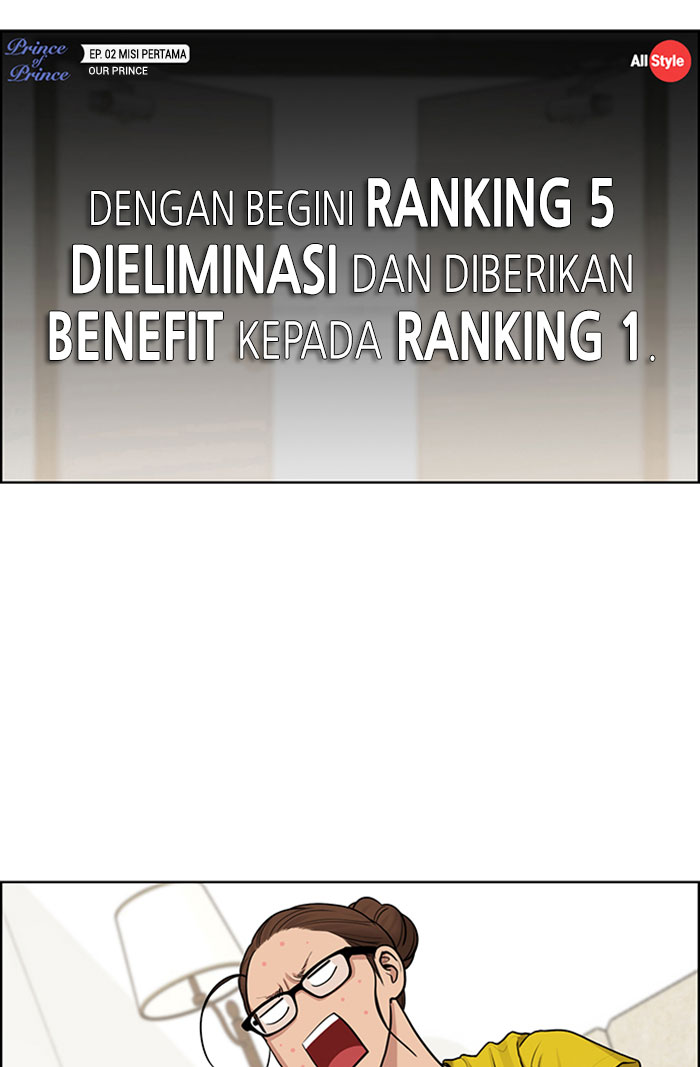 Prince
of
Prince
EP. 02 MISI PERTAMA
OUR PRINCE
All Style
DENGAN BEGINI RANKING 5
DIELIMINASI DAN DIBERIKAN
BENEFIT KEPADA RANKING 1.